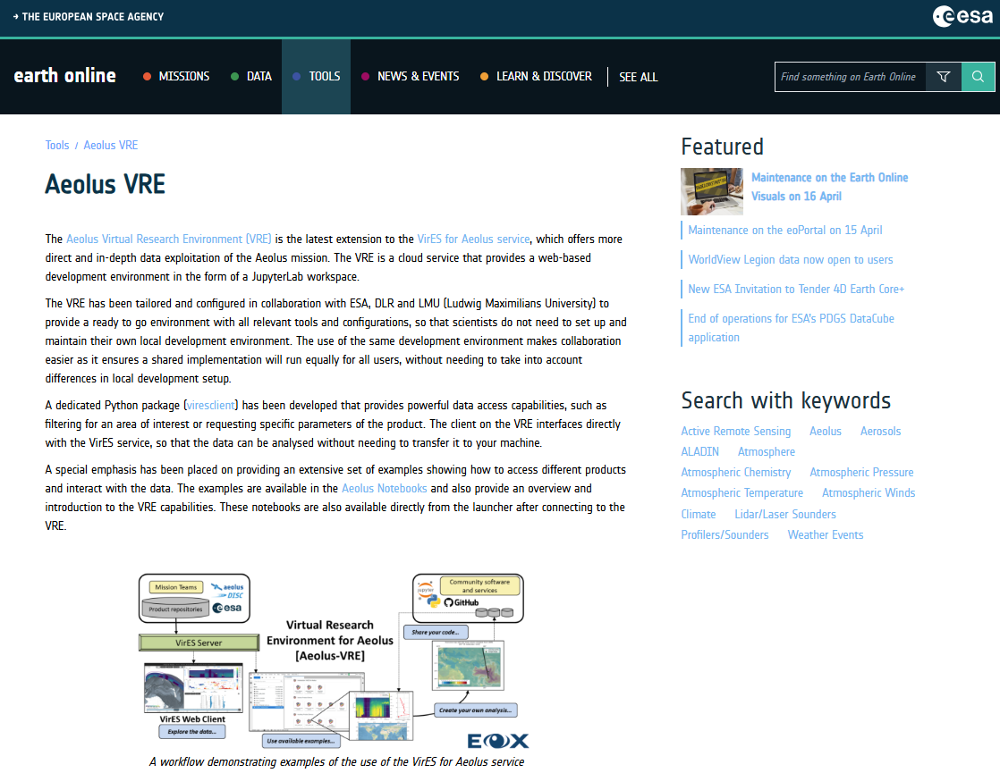 → THE EUROPEAN SPACE AGENCY
esa
earth online
MISSIONS
DATA
TOOLS
NEWS & EVENTS
LEARN & DISCOVER
SEE ALL
Find something on Earth Online
Tools / Aeolus VRE
Aeolus VRE
The Aeolus Virtual Research Environment (VRE) is the latest extension to the VirES for Aeolus service, which offers more
direct and in-depth data exploitation of the Aeolus mission. The VRE is a cloud service that provides a web-based
development environment in the form of a JupyterLab workspace.
The VRE has been tailored and configured in collaboration with ESA, DLR and LMU (Ludwig Maximilians University) to
provide a ready to go environment with all relevant tools and configurations, so that scientists do not need to set up and
maintain their own local development environment. The use of the same development environment makes collaboration
easier as it ensures a shared implementation will run equally for all users, without needing to take into account
differences in local development setup.
A dedicated Python package (viresclient) has been developed that provides powerful data access capabilities, such as
filtering for an area of interest or requesting specific parameters of the product. The client on the VRE interfaces directly
with the VirES service, so that the data can be analysed without needing to transfer it to your machine.
A special emphasis has been placed on providing an extensive set of examples showing how to access different products
and interact with the data. The examples are available in the Aeolus Notebooks and also provide an overview and
introduction to the VRE capabilities. These notebooks are also available directly from the launcher after connecting to the
VRE.
Mission Teams
Product repositories
aeolus
DISC
esa
VirES Server
Virtual Research
Environment for Aeolus
[Aeolus-VRE]
jupyter
Community software
and services
GitHub
Share your code...
VirES Web Client
Explore the data...
Use available examples...
Create your own analysis...
EOX
A workflow demonstrating examples of the use of the VirES for Aeolus service
Featured
Maintenance on the Earth Online
Visuals on 16 April
Maintenance on the eoPortal on 15 April
WorldView Legion data now open to users
New ESA Invitation to Tender 4D Earth Core+
End of operations for ESA's PDGS DataCube
application
Search with keywords
Active Remote Sensing Aeolus Aerosols
ALADIN Atmosphere
Atmospheric Chemistry Atmospheric Pressure
Atmospheric Temperature Atmospheric Winds
Climate Lidar/Laser Sounders
Profilers/Sounders Weather Events